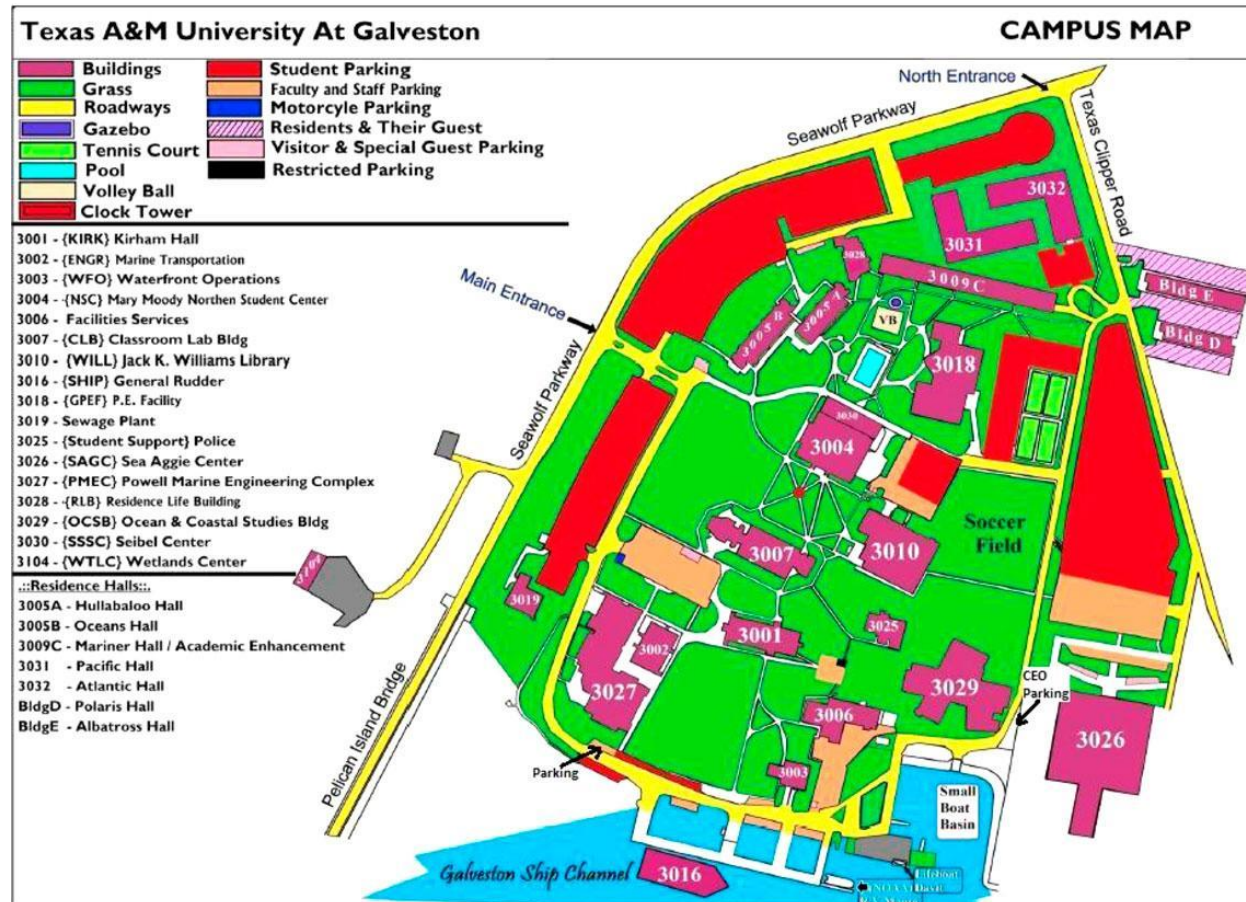 Texas A&M University At Galveston
CAMPUS MAP
Buildings
Grass
Roadways
Gazebo
Tennis Court
Pool
Volley Ball
Clock Tower
Student Parking
Faculty and Staff Parking
Motorcyle Parking
Residents & Their Guest
Visitor & Special Guest Parking
Restricted Parking
3001 - {KIRK} Kirham Hall
3002 - {ENGR} Marine Transportation
3003 - {WFO} Waterfront Operations
3004 - {NSC} Mary Moody Northen Student Center
3006 - Facilities Services
3007 - {CLB} Classroom Lab Bldg
3010 - {WILL} Jack K. Williams Library
3016 - {SHIP} General Rudder
3018 - {GPEF} P.E. Facility
3019 - Sewage Plant
3025 - {Student Support} Police
3026 - {SAGC} Sea Aggie Center
3027 - {PMEC} Powell Marine Engineering Complex
3028 - {RLB} Residence Life Building
3029 - {OCSB} Ocean & Coastal Studies Bldg
3030 - {SSSC} Seibel Center
3104 - {WTLC} Wetlands Center
.::Residence Halls::.
3005A - Hullabaloo Hall
3005B - Oceans Hall
3009C - Mariner Hall / Academic Enhancement
3031 - Pacific Hall
3032 - Atlantic Hall
BldgD - Polaris Hall
BldgE - Albatross Hall
North Entrance
Seawolf Parkway
Texas Clipper Road
3032
3031
3028
3009C
Main Entrance
Bldg E
Bldg D
3005 B
3005 A
VB
3018
Seawolf Parkway
3030
3004
Soccer
Field
3007
3010
3104
3019
3001
3025
3002
3027
3029
CEO
Parking
3006
3026
Pelican Island Bridge
Parking
3003
Small
Boat
Basin
Galveston Ship Channel
3016
Lifeboat